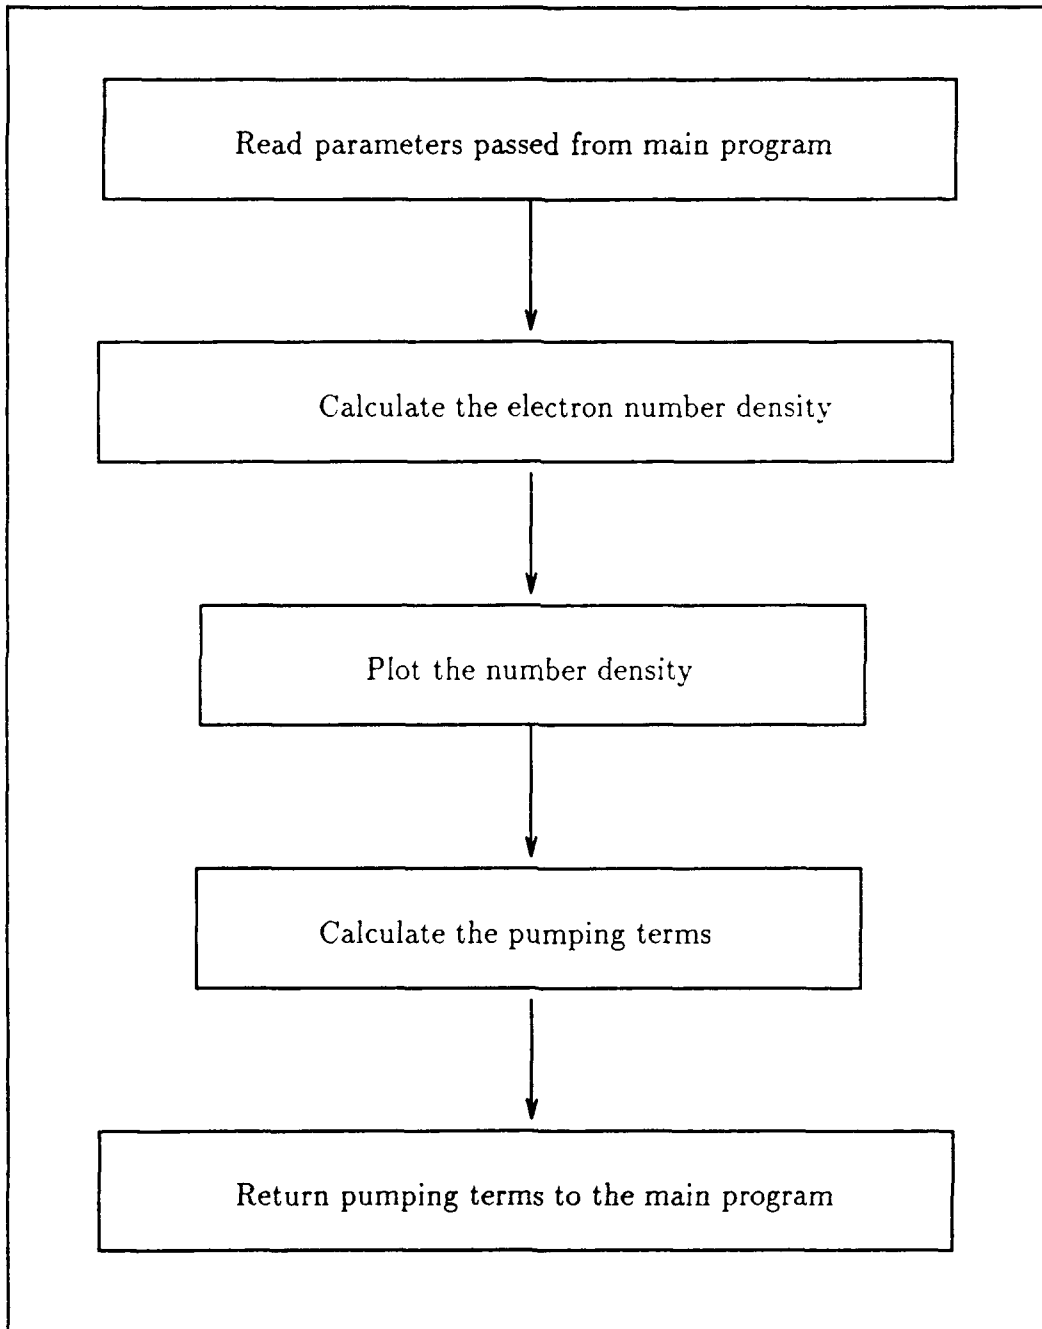 Read parameters passed from main program
Calculate the electron number density
Plot the number density
Calculate the pumping terms
Return pumping terms to the main program